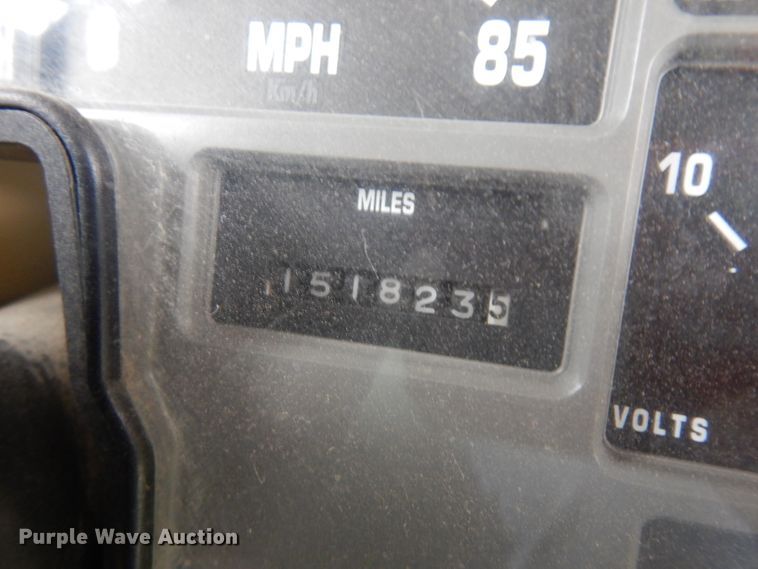 MPH
85
Km/h
10
MILES
1518235
VOLTS
Purple Wave Auction